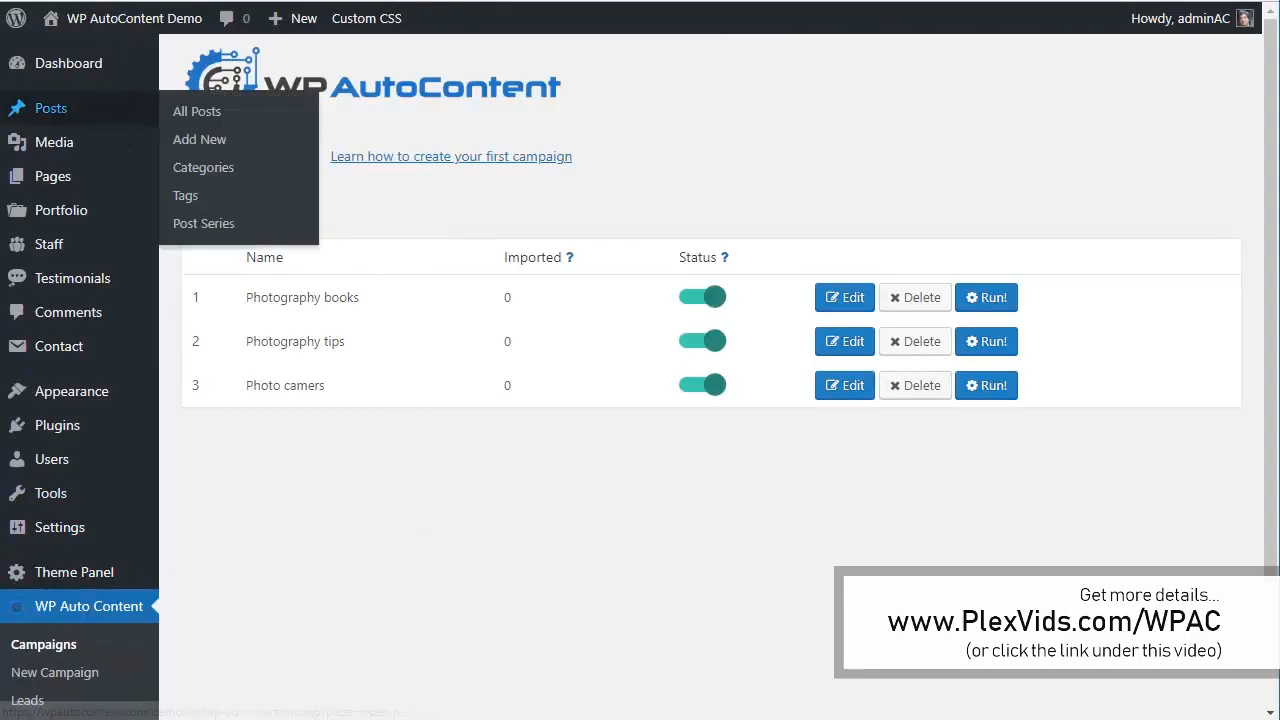 WP AutoContent Demo 0 New Custom CSS Howdy, adminAC
Dashboard
Posts
Media
Pages
Portfolio
Staff
Testimonials
Comments
Contact
Appearance
Plugins
Users
Tools
Settings
Theme Panel
WP Auto Content
Campaigns
New Campaign
Leads
All Posts
Add New
Categories
Tags
Post Series
WP AutoContent
Learn how to create your first campaign
Name Imported ? Status ?
1 Photography books 0 Edit Delete Run!
2 Photography tips 0 Edit Delete Run!
3 Photo camers 0 Edit Delete Run!
Get more details...
www.PlexVids.com/WPAC
(or click the link under this video)